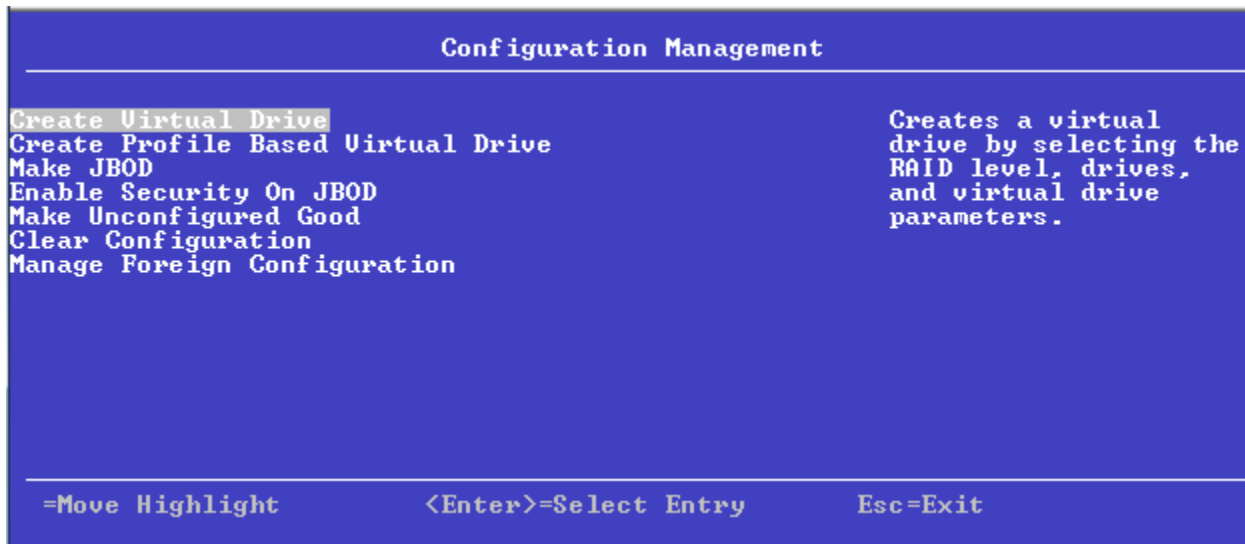 Configuration Management
Create Virtual Drive
Create Profile Based Virtual Drive
Make JBOD
Enable Security On JBOD
Make Unconfigured Good
Clear Configuration
Manage Foreign Configuration
Creates a virtual
drive by selecting the
RAID level, drives,
and virtual drive
parameters.
=Move Highlight <Enter>=Select Entry Esc=Exit